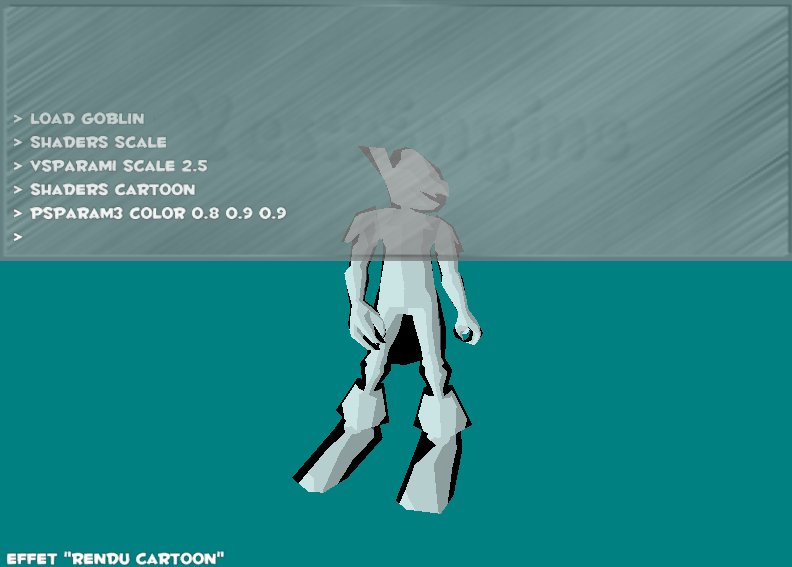 > LOAD GOBLIN
> SHADERS SCALE
> VSPARAM1 SCALE 2.5
> SHADERS CARTOON
> PSPARAM3 COLOR 0.8 0.9 0.9
>
EFFET "RENDU CARTOON"